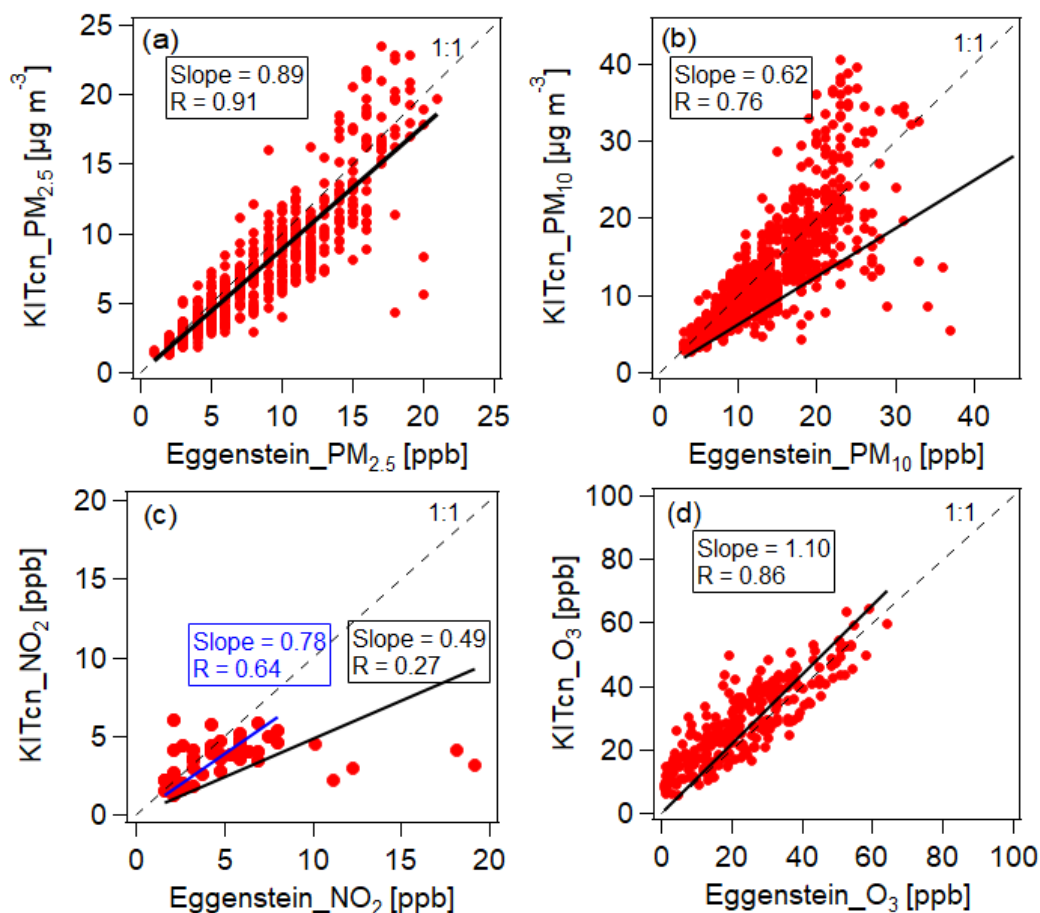 (a)
1:1
Slope = 0.89
R = 0.91
KITcn_PM2.5 [µg m-3]
25
20
15
10
5
0
0 5 10 15 20 25
Eggenstein_PM2.5 [ppb]
(b)
1:1
Slope = 0.62
R = 0.76
KITcn_PM10 [µg m-3]
40
30
20
10
0
0 10 20 30 40
Eggenstein_PM10 [ppb]
(c)
1:1
Slope = 0.78
R = 0.64
Slope = 0.49
R = 0.27
KITcn_NO2 [ppb]
20
15
10
5
0
0 5 10 15 20
Eggenstein_NO2 [ppb]
(d)
1:1
Slope = 1.10
R = 0.86
KITcn_O3 [ppb]
100
80
60
40
20
0
0 20 40 60 80 100
Eggenstein_O3 [ppb]